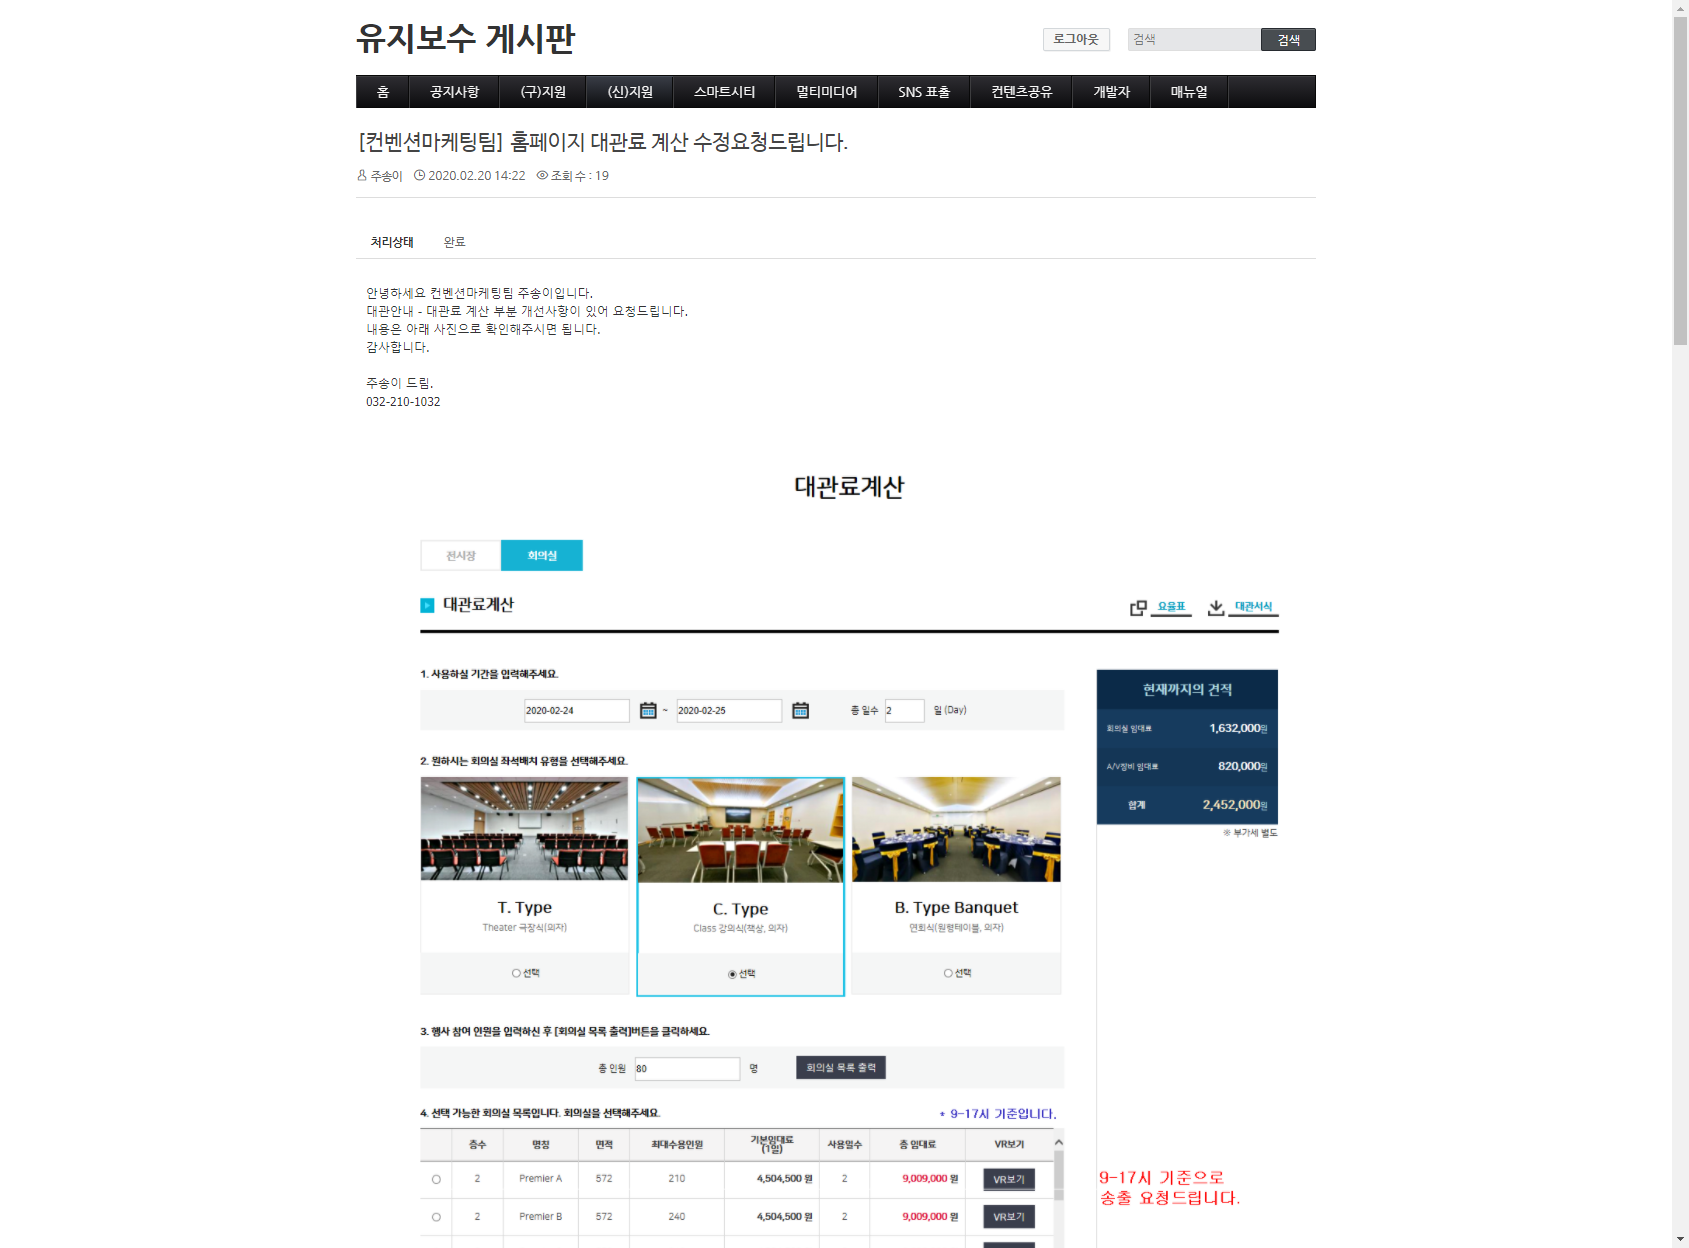 유지보수 게시판
로그아웃 검색 검색
홈 공지사항 (구)지원 (신)지원 스마트시티 멀티미디어 SNS 표출 컨텐츠공유 개발자 매뉴얼
[컨벤션마케팅팀] 홈페이지 대관료 계산 수정요청드립니다.
주송이 2020.02.20 14:22 조회 수 : 19
처리상태 완료
안녕하세요 컨벤션마케팅팀 주송이입니다.
대관안내 - 대관료 계산 부분 개선사항이 있어 요청드립니다.
내용은 아래 사진으로 확인해주시면 됩니다.
감사합니다.
주송이 드림.
032-210-1032
대관료계산
전시장 회의실
대관료계산 요율표 대관서식
1. 사용하실 기간을 입력해주세요.
2020-02-24 ~ 2020-02-25 총 일수 2 일 (Day)
현재까지의 견적
회의실 임대료 1,632,000원
A/V장비 임대료 820,000원
합계 2,452,000원
※ 부가세 별도
2. 원하시는 회의실 좌석배치 유형을 선택해주세요.
T. Type C. Type B. Type Banquet
Theater 극장식(의자) Class 강의식(책상, 의자) 연회식(원형테이블, 의자)
선택 선택 선택
3. 행사 참여 인원을 입력하신 후 [회의실 목록 출력]버튼을 클릭하세요.
총 인원 80 명 회의실 목록 출력
4. 선택 가능한 회의실 목록입니다. 회의실을 선택해주세요. * 9-17시 기준입니다.
층수 명칭 면적 최대수용인원 기본임대료 (1일) 사용일수 총 임대료 VR보기
2 Premier A 572 210 4,504,500 원 2 9,009,000 원 VR보기
2 Premier B 572 240 4,504,500 원 2 9,009,000 원 VR보기
9-17시 기준으로
송출 요청드립니다.